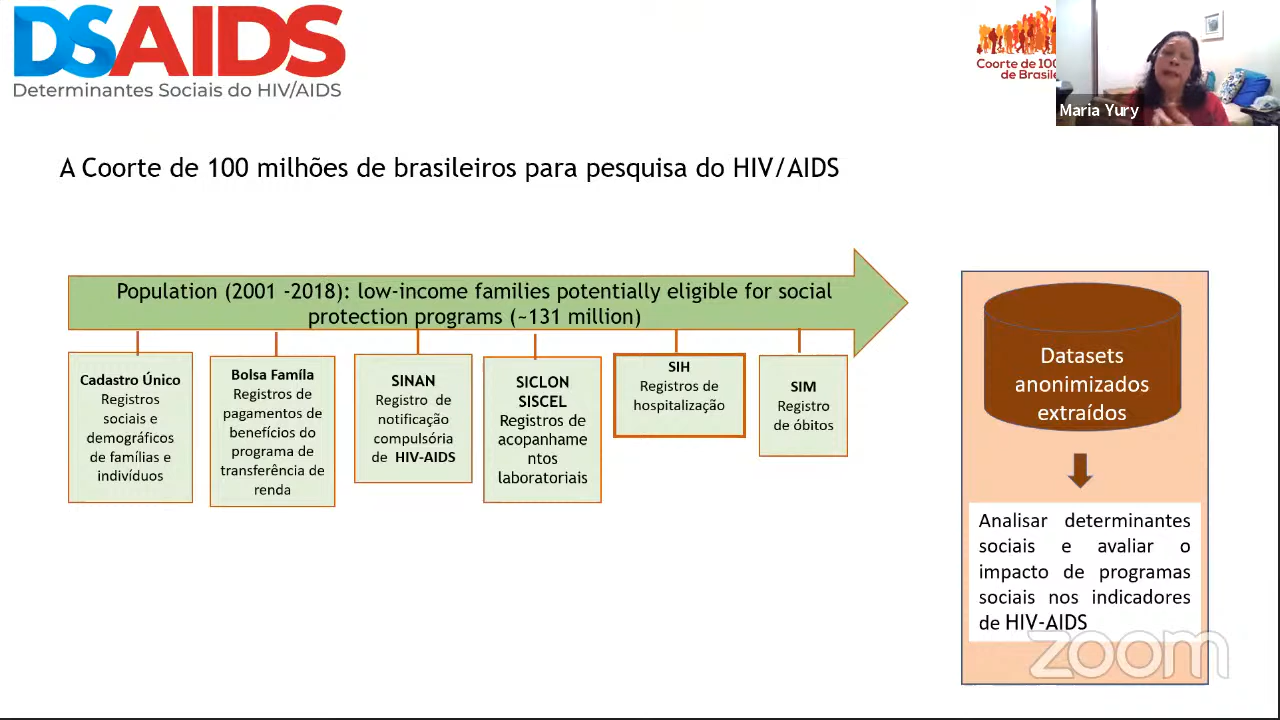 DSAIDS
Determinantes Sociais do HIV/AIDS
Coorte de 100
de Brasile
Maria Yury
A Coorte de 100 milhões de brasileiros para pesquisa do HIV/AIDS
Population (2001 -2018): low-income families potentially eligible for social
protection programs (~131 million)
Cadastro Único
Registros
sociais e
demográficos
de famílias e
indivíduos
Bolsa Famíla
Registros de
pagamentos de
benefícios do
programa de
transferência de
renda
SINAN
Registro de
notificação
compulsória
de HIV-AIDS
SICLON
SISCEL
Registros de
acopanhame
ntos
laboratoriais
SIH
Registros de
hospitalização
SIM
Registro
de óbitos
Datasets
anonimizados
extraídos
Analisar determinantes
sociais e avaliar o
impacto de programas
sociais nos indicadores
de HIV-AIDS
zoom